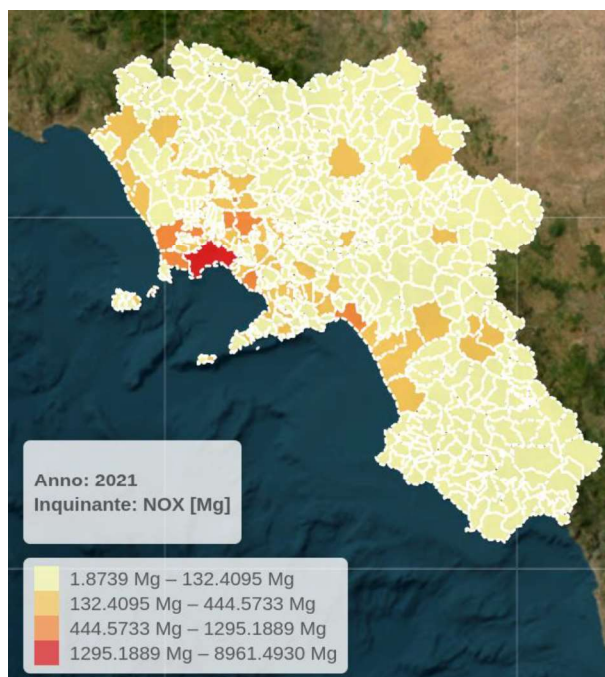 Anno: 2021
Inquinante: NOX [Mg]
1.8739 Mg – 132.4095 Mg
132.4095 Mg – 444.5733 Mg
444.5733 Mg – 1295.1889 Mg
1295.1889 Mg – 8961.4930 Mg